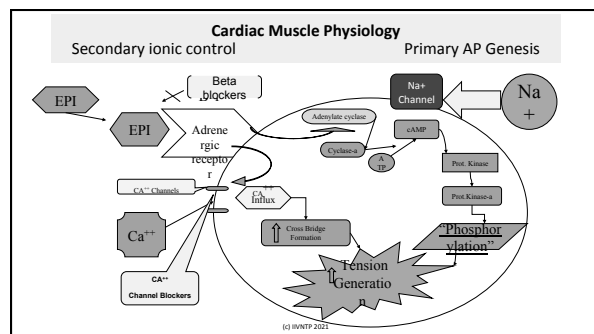 Cardiac Muscle Physiology
Secondary ionic control
Primary AP Genesis
EPI
EPI
Beta
blockers
Adrene
rgic
recepto
r
Adenylate cyclase
Cyclase-a
A
TP
cAMP
Na+
Channel
Na
+
Prot. Kinase
Prot.Kinase-a
"Phosphor
ylation"
CA⁺⁺ Channels
CA⁺⁺
Influx
Ca⁺⁺
Cross Bridge
Formation
Tension
Generatio
n
CA⁺⁺
Channel Blockers
(c) IIVNTP 2021